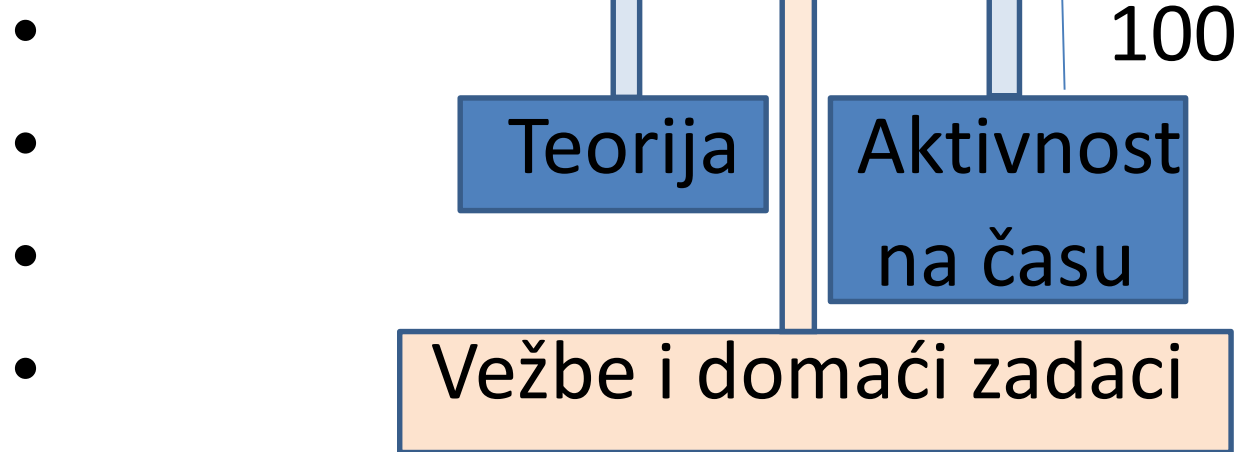 • 100
• Teorija Aktivnost
• na času
• Vežbe i domaći zadaci